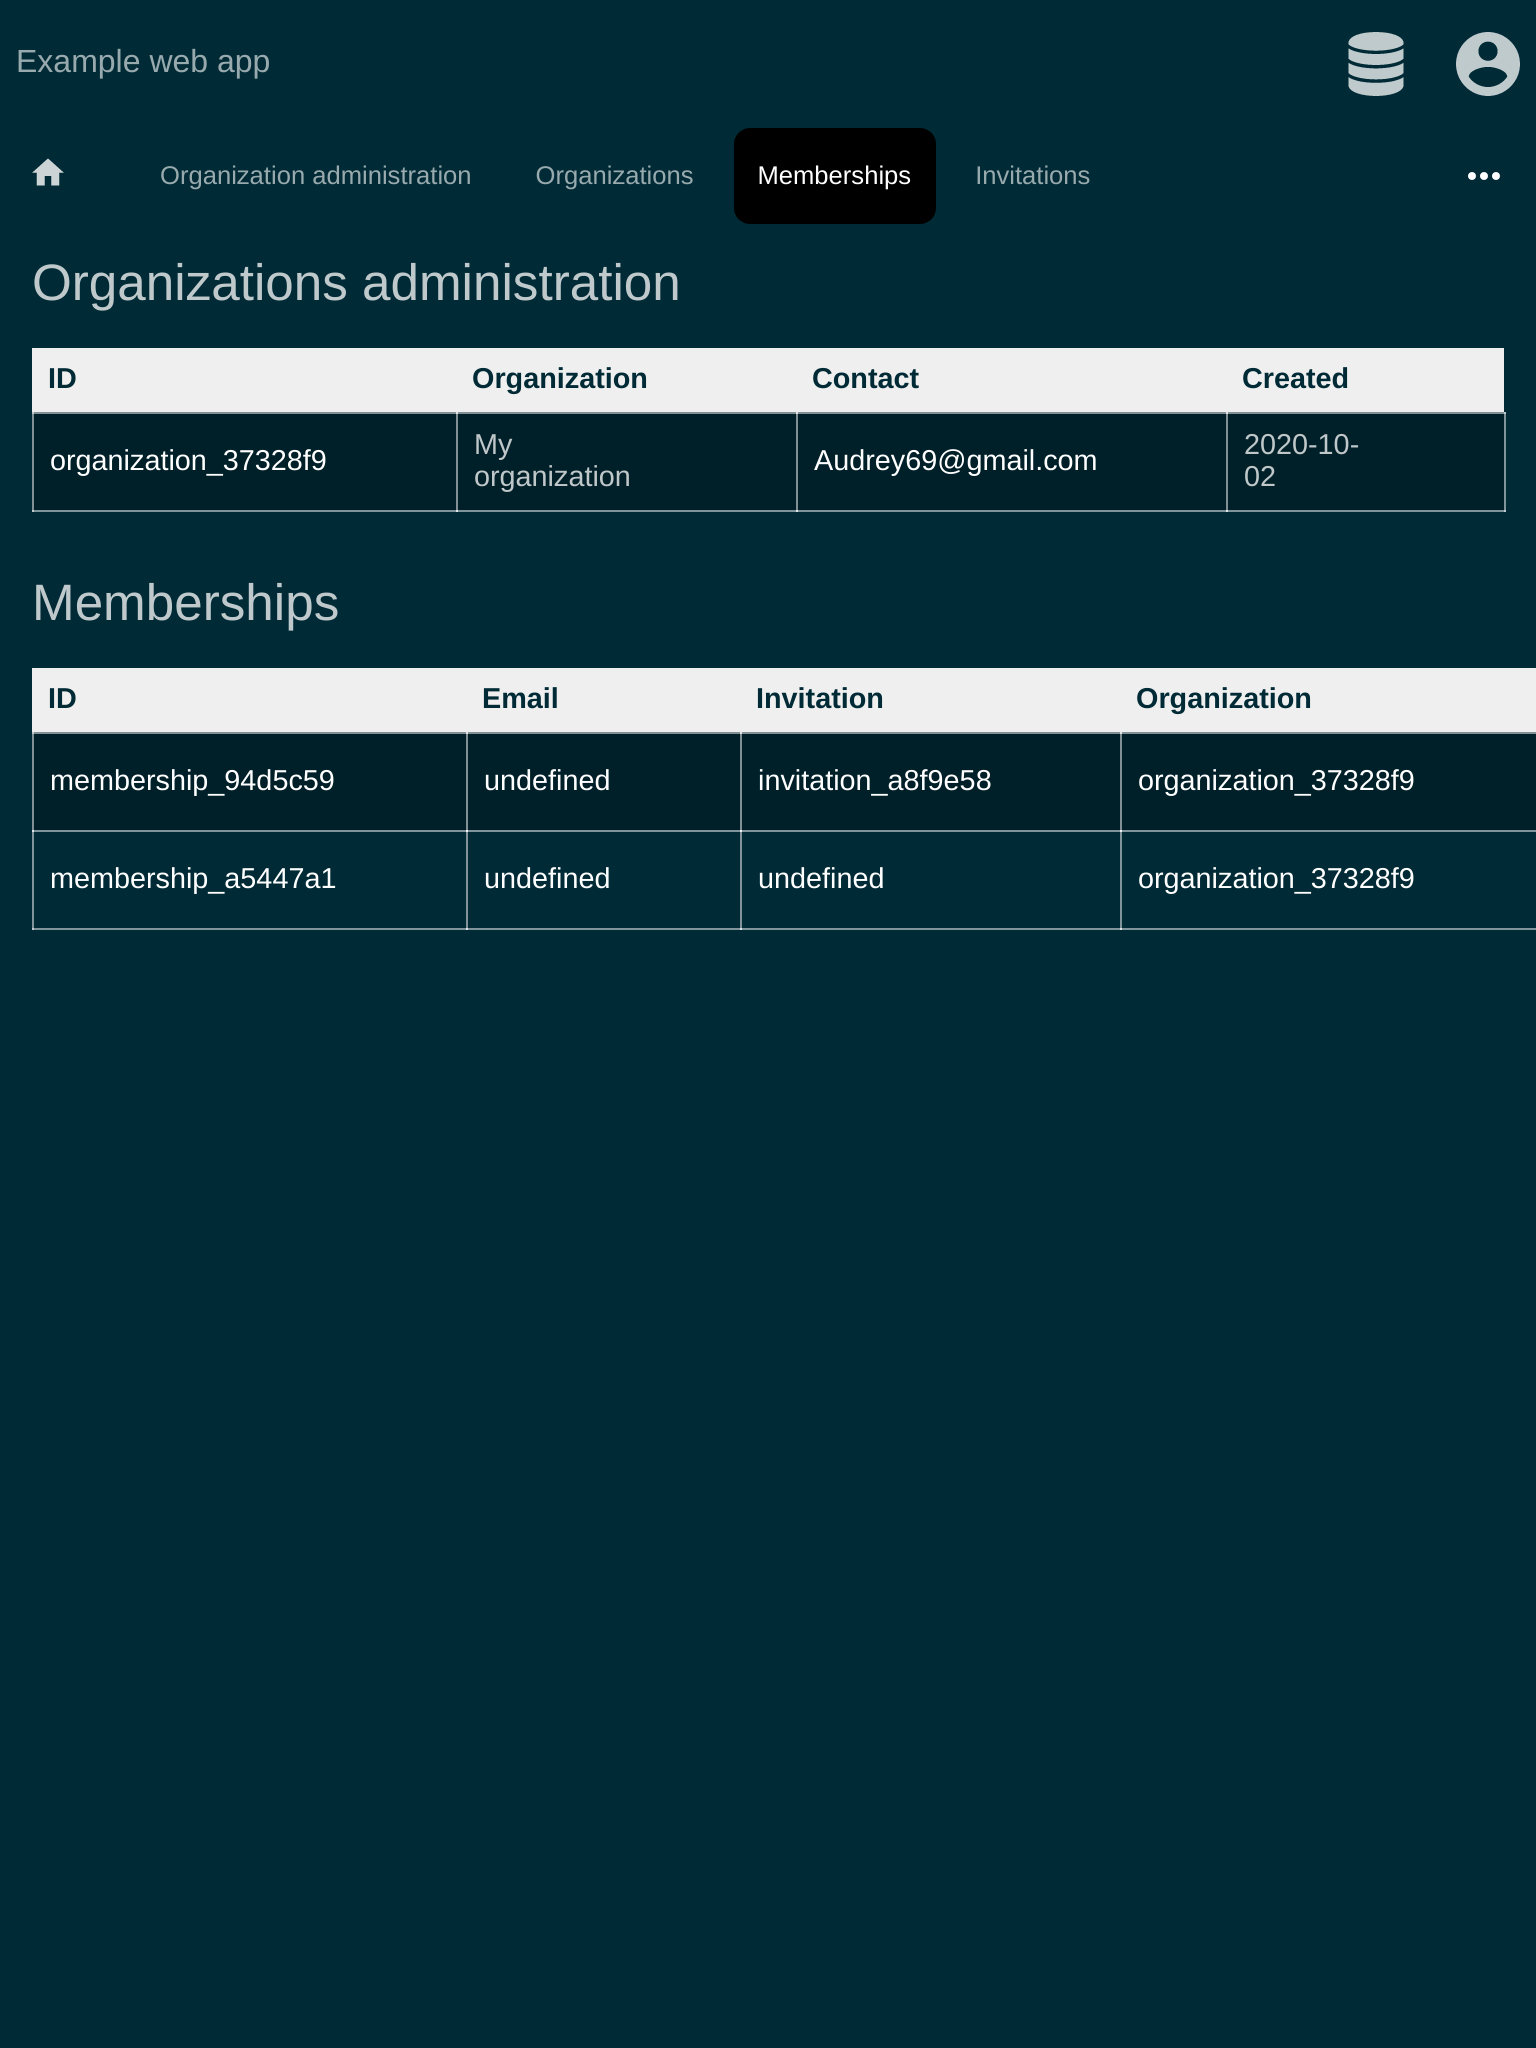 Example web app
Organization administration Organizations Memberships Invitations
Organizations administration
ID Organization Contact Created
organization_37328f9 My organization Audrey69@gmail.com 2020-10-02
Memberships
ID Email Invitation Organization
membership_94d5c59 undefined invitation_a8f9e58 organization_37328f9
membership_a5447a1 undefined undefined organization_37328f9